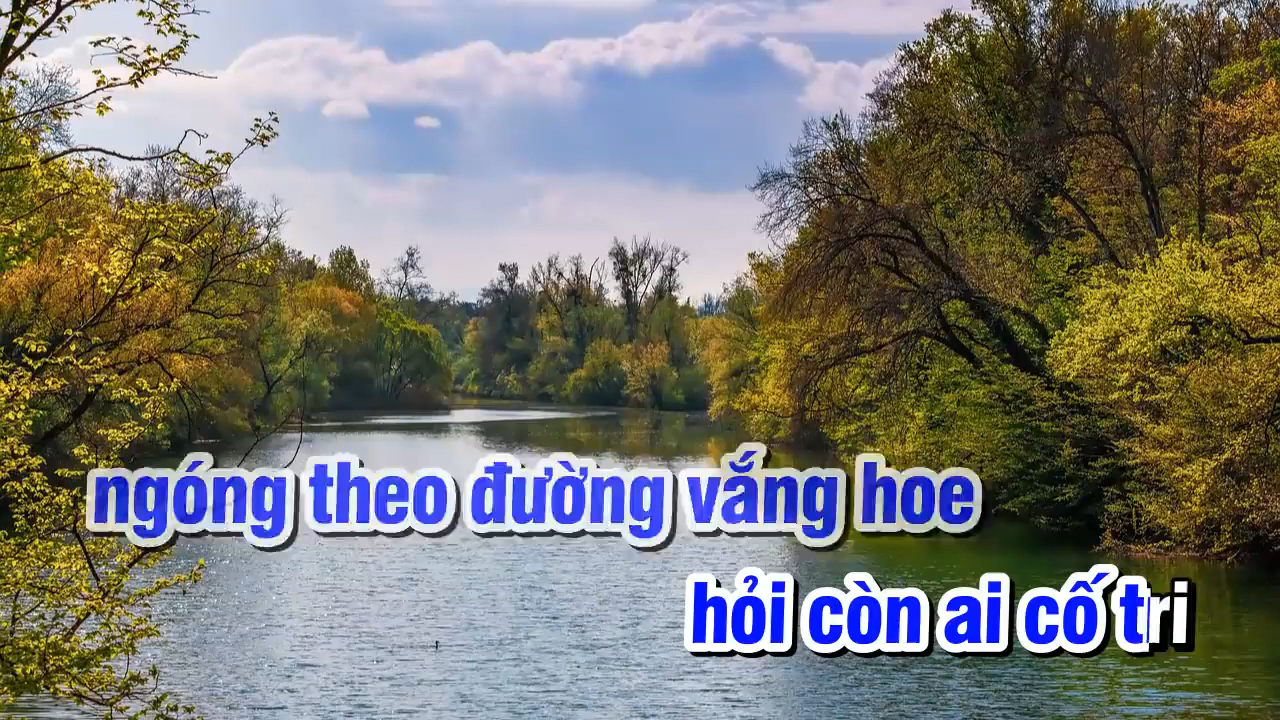 ngóng theo đường vắng hoe
hỏi còn ai cố tri